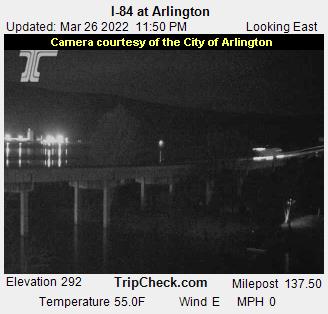 I-84 at Arlington
Updated: Mar 26 2022 11:50 PM Looking East
Camera courtesy of the City of Arlington
Elevation 292 TripCheck.com Milepost 137.50
Temperature 55.0F Wind E MPH 0